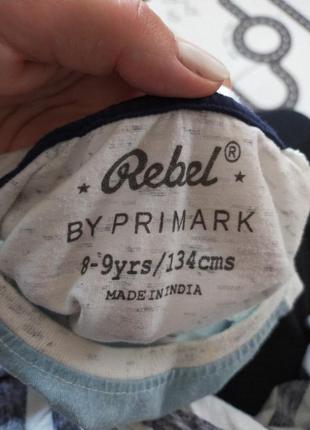 Rebel®
BY PRIMARK
8-9yrs/134cms
MADE IN INDIA